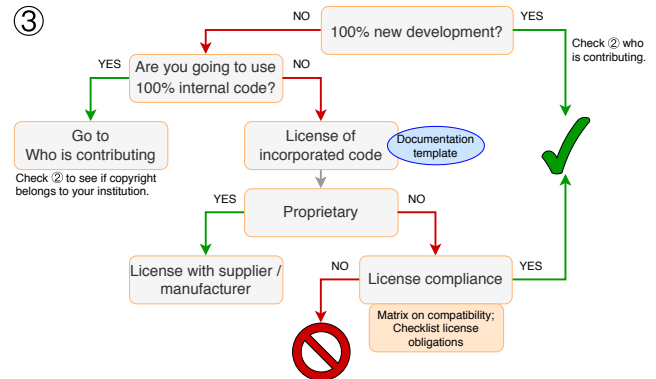 ③
NO
YES
100% new development?
Check ② who
is contributing.
YES
NO
Are you going to use
100% internal code?
Go to
Who is contributing
License of
incorporated code
Documentation
template
Check ② to see if copyright
belongs to your institution.
YES
NO
Proprietary
License with supplier /
manufacturer
NO
YES
License compliance
Matrix on compatibility;
Checklist license
obligations